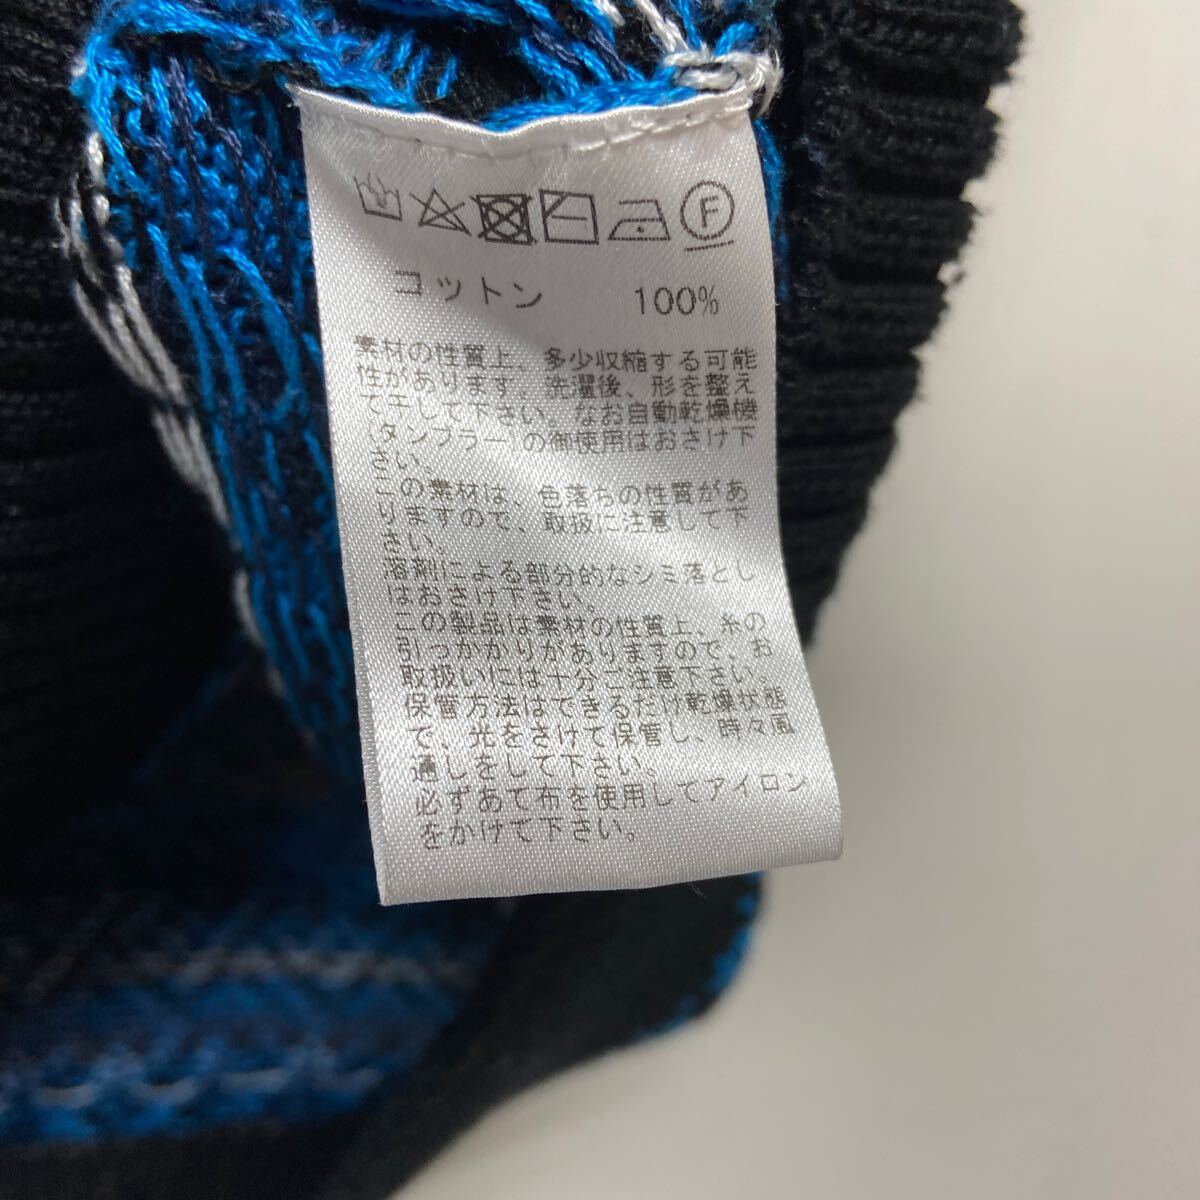 F
コットン 100%
素材の性質上、多少収縮する可能
性があります。洗濯後、形を整え
て干して下さい。なお自動乾燥機
(タンブラー)の御使用はおさけ下
さい。
この素材は、色落ちの性質があ
りますので、取扱に注意して下
さい。
溶剤による部分的なシミ落とし
はおさけ下さい。
この製品は素材の性質上、糸の
引っかかりがありますので、お
取扱いには十分ご注意下さい。
保管方法はできるだけ乾燥状態
で、光をさけて保管し、時々風
通しをして下さい。
必ずあて布を使用してアイロン
をかけて下さい。